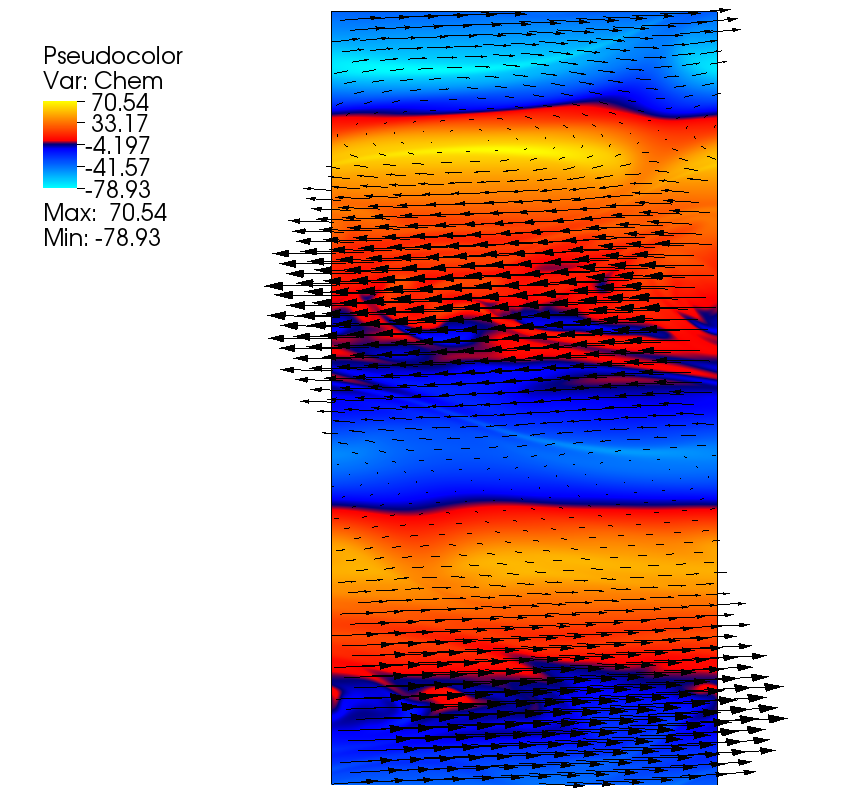 Pseudocolor
Var: Chem
70.54
33.17
-4.197
-41.57
-78.93
Max: 70.54
Min: -78.93